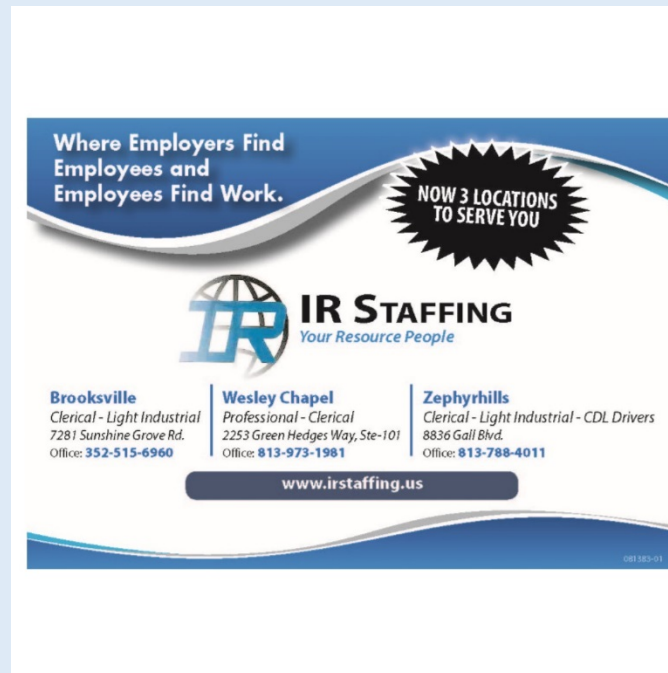 Where Employers Find
Employees and
Employees Find Work.
NOW 3 LOCATIONS
TO SERVE YOU
IR
IR STAFFING
Your Resource People
Brooksville
Clerical - Light Industrial
7281 Sunshine Grove Rd.
Office: 352-515-6960
Wesley Chapel
Professional - Clerical
2253 Green Hedges Way, Ste-101
Office: 813-973-1981
Zephyrhills
Clerical - Light Industrial - CDL Drivers
8836 Gall Blvd.
Office: 813-788-4011
www.irstaffing.us
081383-01